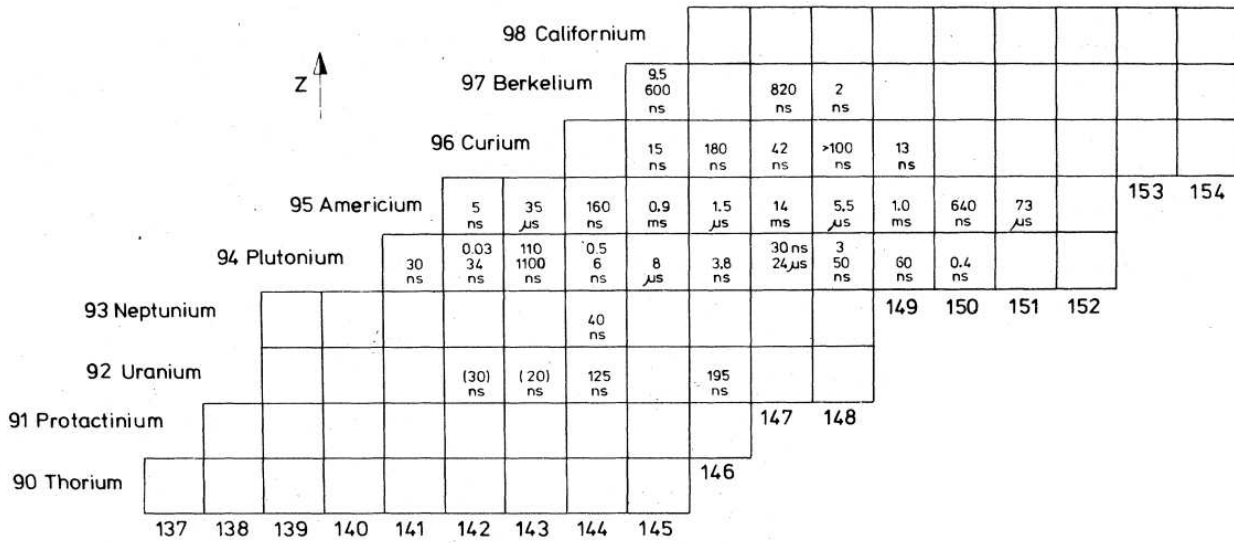 98 Californium
Z
97 Berkelium
9.5 600 ns
820 ns
2 ns
96 Curium
15 ns
180 ns
42 ns
>100 ns
13 ns
153 154
95 Americium
5 ns
35 µs
160 ns
0.9 ms
1.5 µs
14 ms
5.5 µs
1.0 ms
640 ns
73 µs
94 Plutonium
30 ns
0.03 34 ns
110 1100 ns
0.5 6 ns
8 µs
3.8 ns
30 ns 24 µs
3 50 ns
60 ns
0.4 ns
149 150 151 152
93 Neptunium
40 ns
92 Uranium
(30) ns
(20) ns
125 ns
195 ns
147 148
91 Protactinium
146
90 Thorium
137 138 139 140 141 142 143 144 145